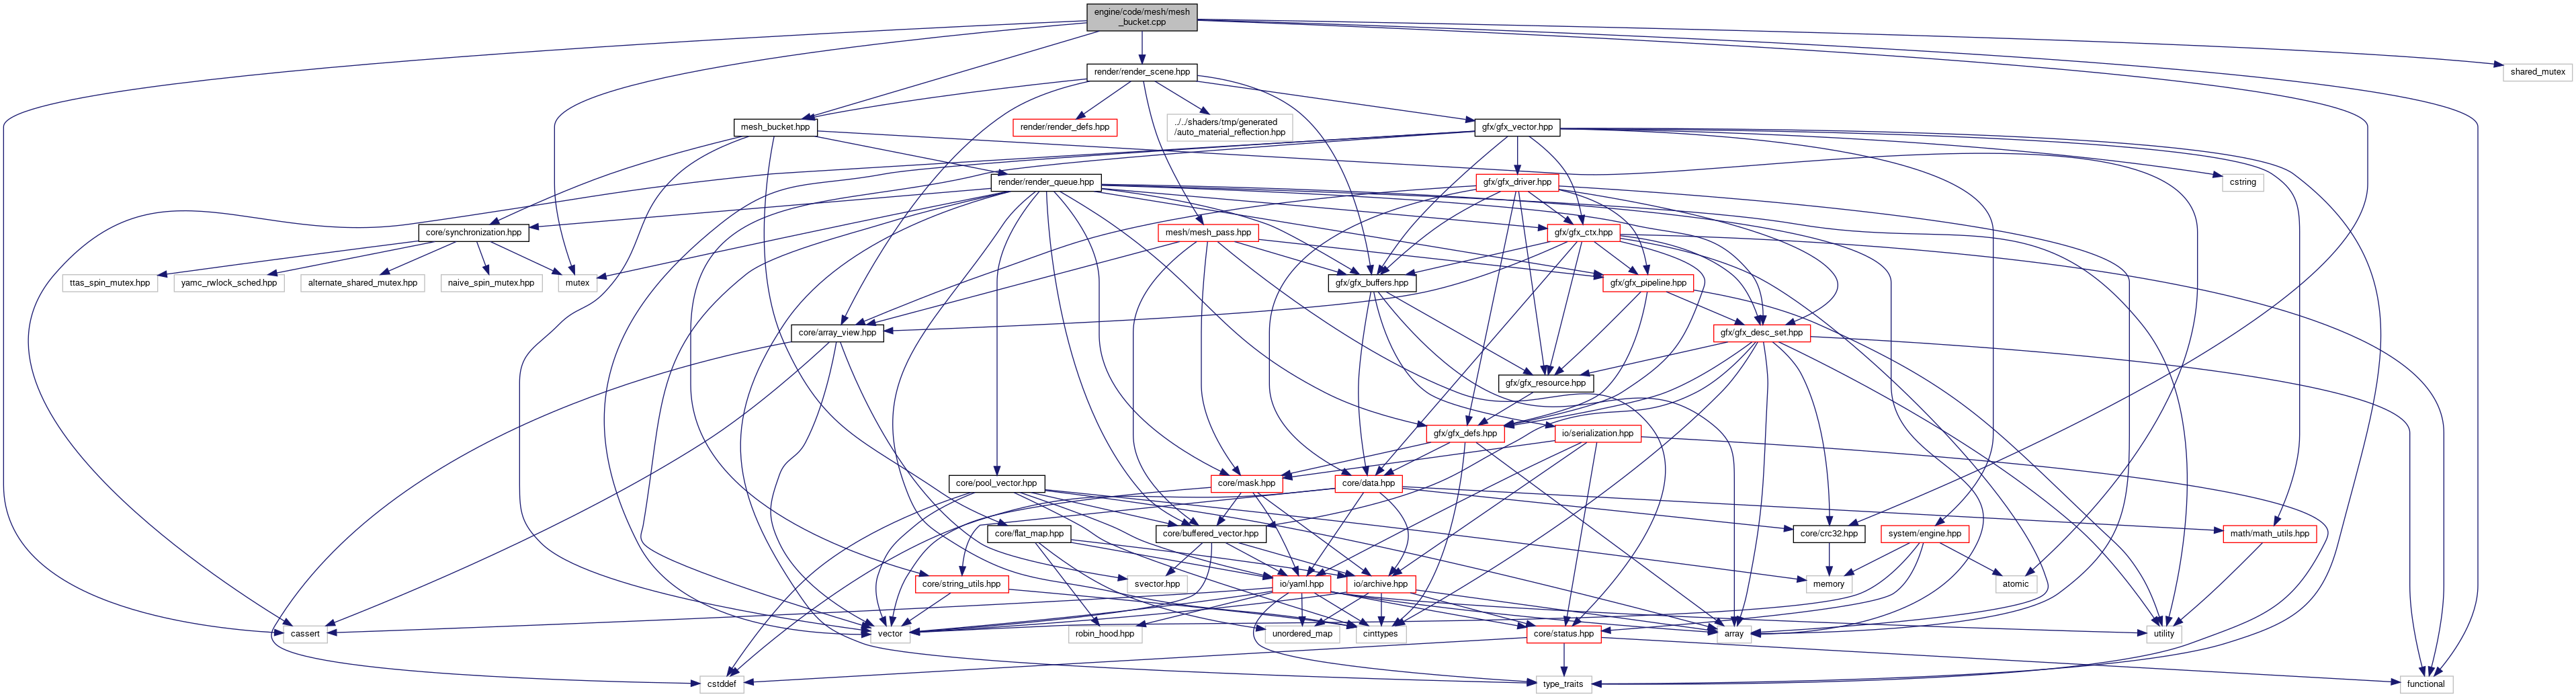 engine/code/mesh/mesh
_bucket.cpp
render/render_scene.hpp
shared_mutex
mesh_bucket.hpp
render/render_defs.hpp
../../shaders/tmp/generated
/auto_material_reflection.hpp
gfx/gfx_vector.hpp
render/render_queue.hpp
gfx/gfx_driver.hpp
cstring
core/synchronization.hpp
mesh/mesh_pass.hpp
gfx/gfx_ctx.hpp
ttas_spin_mutex.hpp
yamc_rwlock_sched.hpp
alternate_shared_mutex.hpp
naive_spin_mutex.hpp
mutex
gfx/gfx_buffers.hpp
gfx/gfx_pipeline.hpp
core/array_view.hpp
gfx/gfx_desc_set.hpp
gfx/gfx_resource.hpp
gfx/gfx_defs.hpp
io/serialization.hpp
core/pool_vector.hpp
core/mask.hpp
core/data.hpp
core/flat_map.hpp
core/buffered_vector.hpp
core/crc32.hpp
system/engine.hpp
math/math_utils.hpp
core/string_utils.hpp
svector.hpp
io/yaml.hpp
io/archive.hpp
memory
atomic
cassert
vector
robin_hood.hpp
unordered_map
cinttypes
core/status.hpp
array
utility
cstddef
type_traits
functional